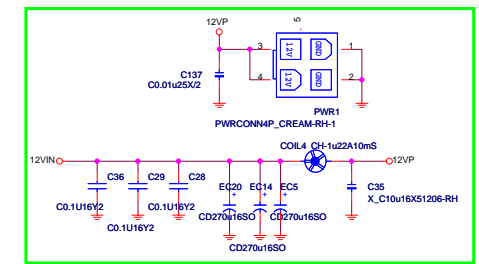 12VP
5
3
12V
GND
1
4
12V
GND
2
C137
C0.01u25X/2
PWR1
PWRCONN4P_CREAM-RH-1
COIL4 CH-1u22A10mS
12VIN
12VP
C36
C29
C28
EC20
+
EC14
+
EC5
+
C35
X_C10u16X51206-RH
C0.1U16Y2
C0.1U16Y2
CD270u16SO
CD270u16SO
C0.1U16Y2
CD270u16SO